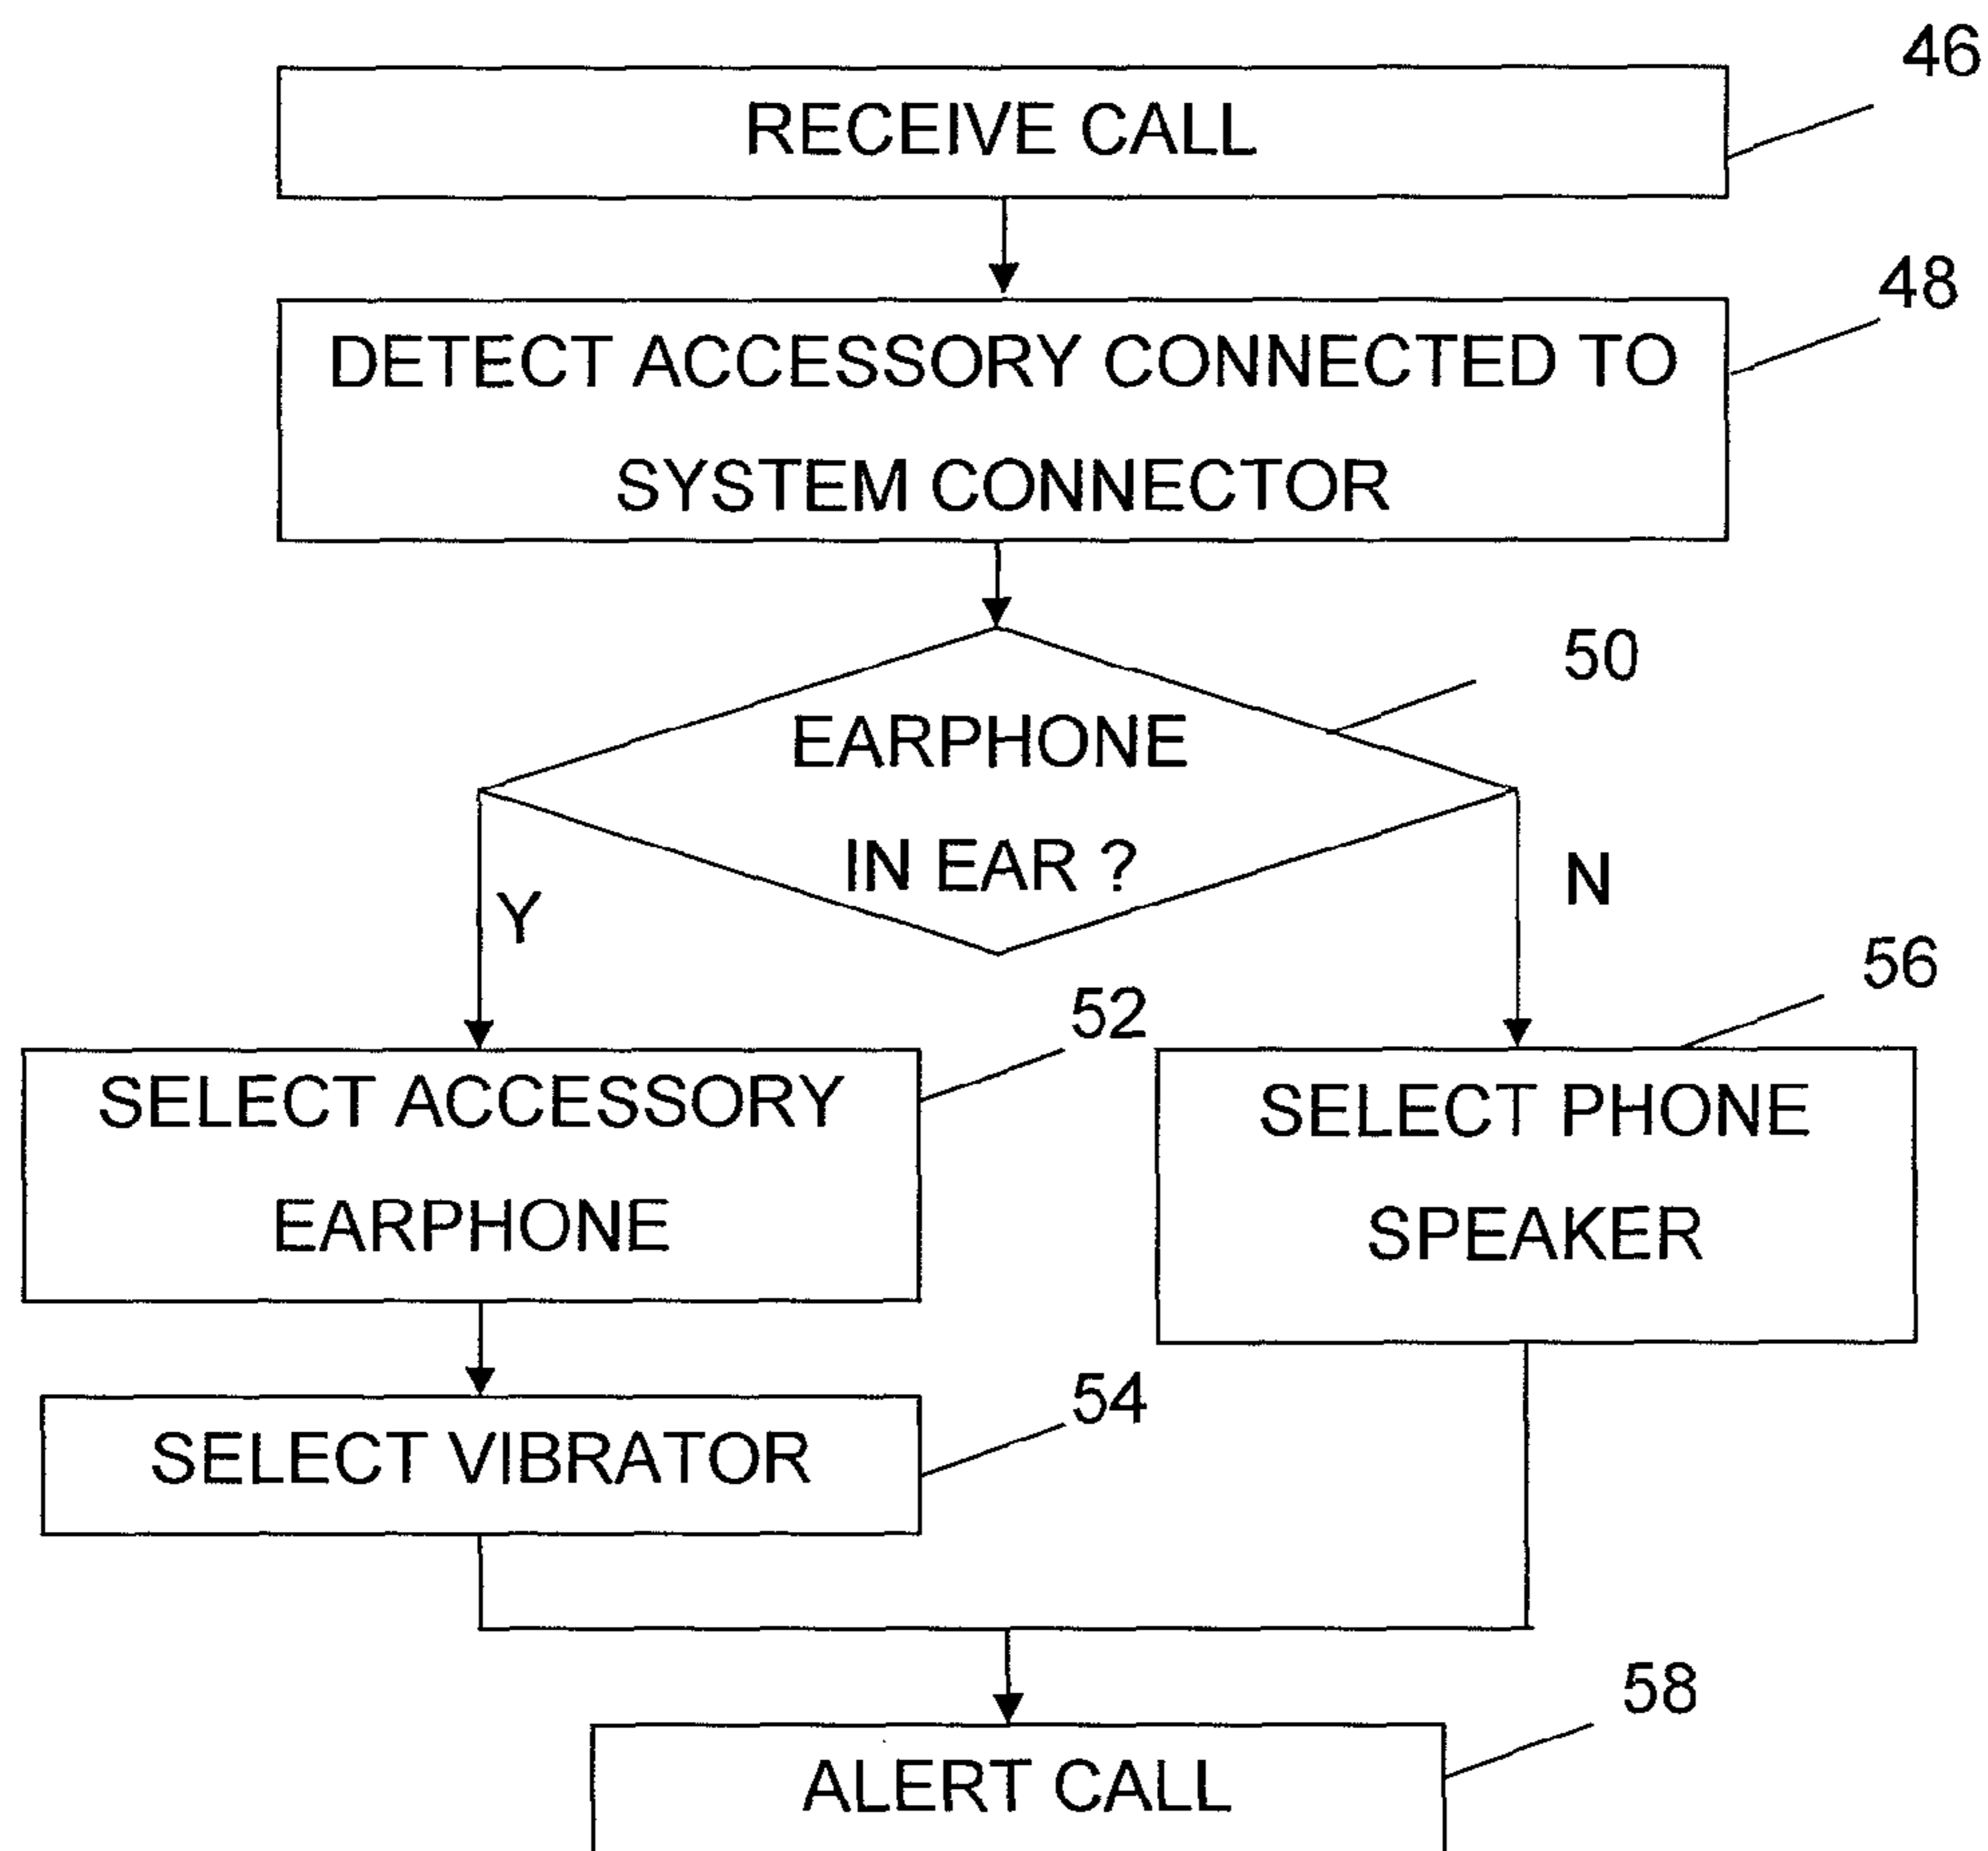 46
RECEIVE CALL
48
DETECT ACCESSORY CONNECTED TO
SYSTEM CONNECTOR
50
EARPHONE
IN EAR ?
Y
N
52
56
SELECT ACCESSORY
EARPHONE
SELECT PHONE
SPEAKER
54
SELECT VIBRATOR
58
ALERT CALL